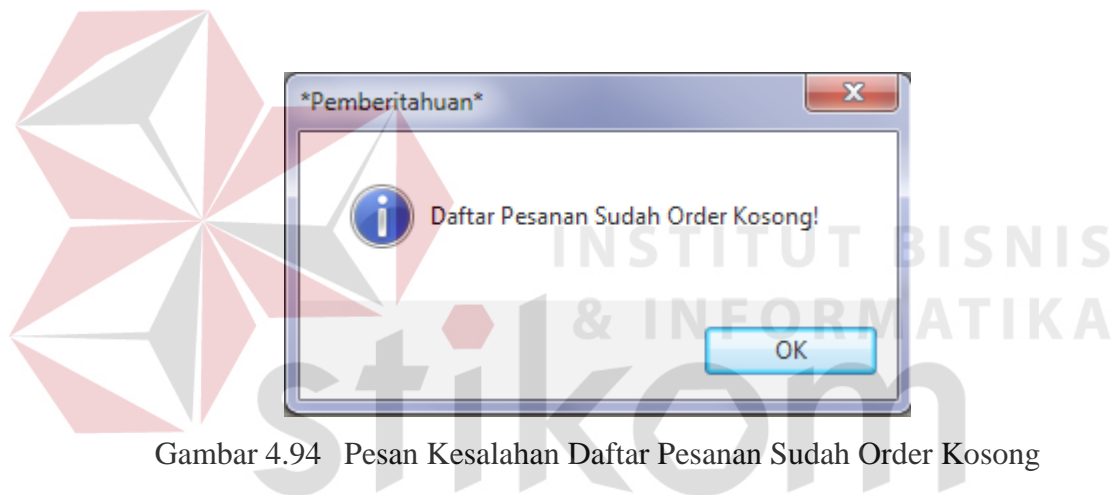 *Pemberitahuan*
Daftar Pesanan Sudah Order Kosong!
INSTITUT BISNIS
& INFORMATIKA
OK
stikom
Gambar 4.94 Pesan Kesalahan Daftar Pesanan Sudah Order Kosong